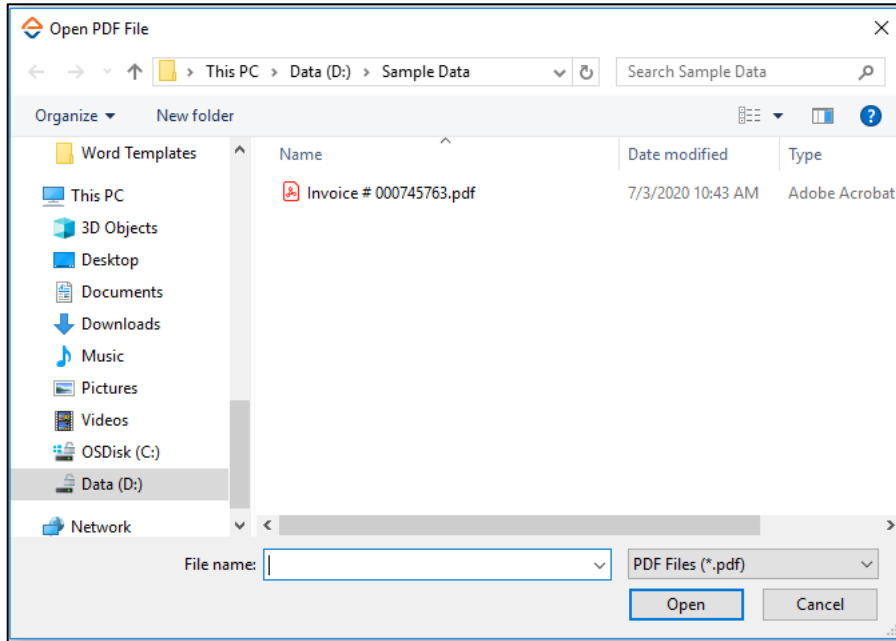 Open PDF File
This PC > Data (D:) > Sample Data Search Sample Data
Organize New folder ?
Name Date modified Type
Invoice # 000745763.pdf 7/3/2020 10:43 AM Adobe Acrobat
Word Templates
This PC
3D Objects
Desktop
Documents
Downloads
Music
Pictures
Videos
OSDisk (C:)
Data (D:)
Network
File name: PDF Files (*.pdf)
Open Cancel